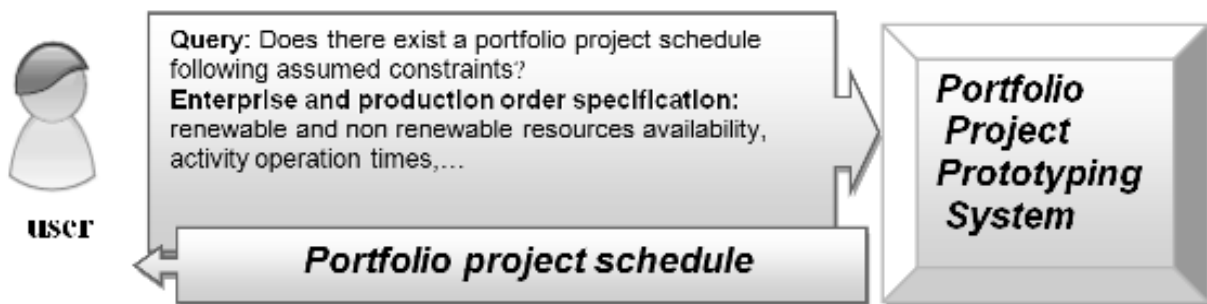 Query: Does there exist a portfolio project schedule
following assumed constraints?
Enterprise and production order specification:
renewable and non renewable resources availability,
activity operation times,…
user
Portfolio project schedule
Portfolio
Project
Prototyping
System